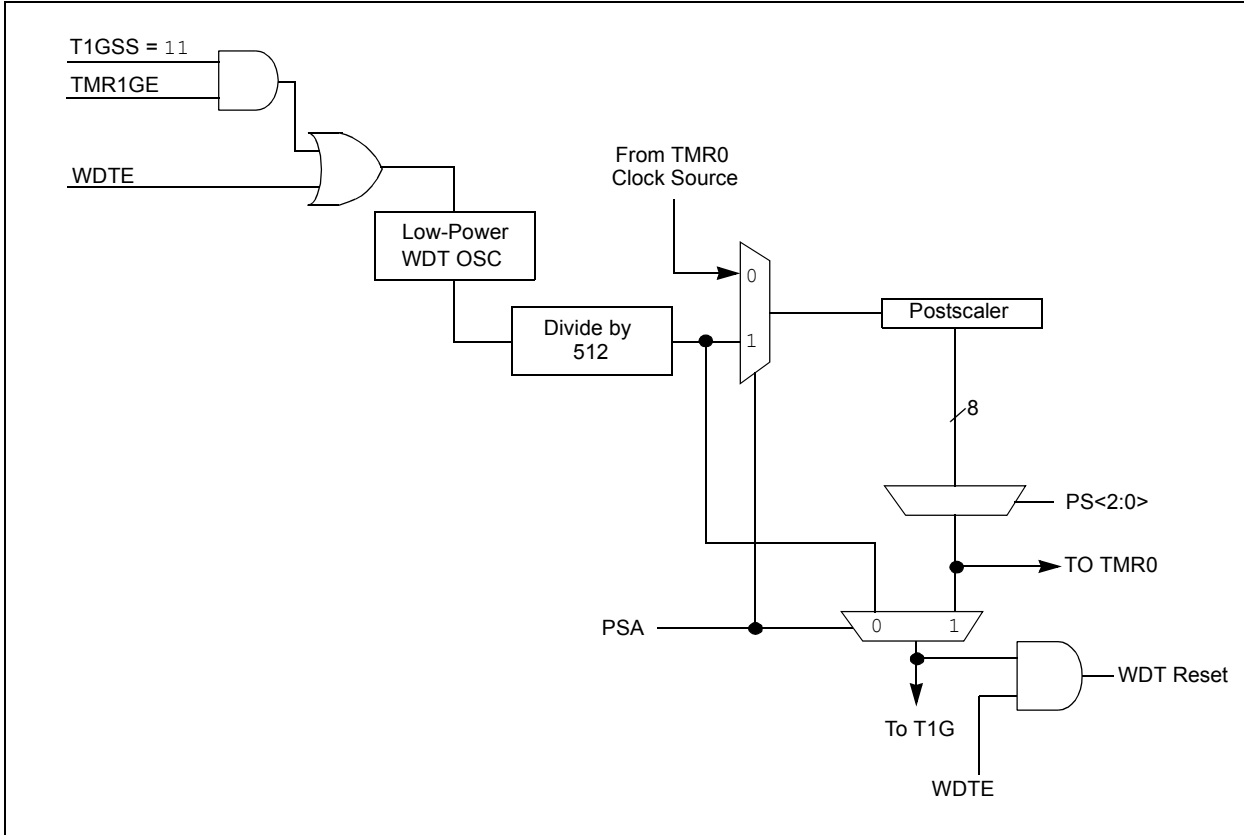 T1GSS = 11
TMR1GE
WDTE
From TMR0
Clock Source
Low-Power
WDT OSC
0
Divide by
512
1
Postscaler
8
PS<2:0>
TO TMR0
PSA
0
1
WDT Reset
To T1G
WDTE